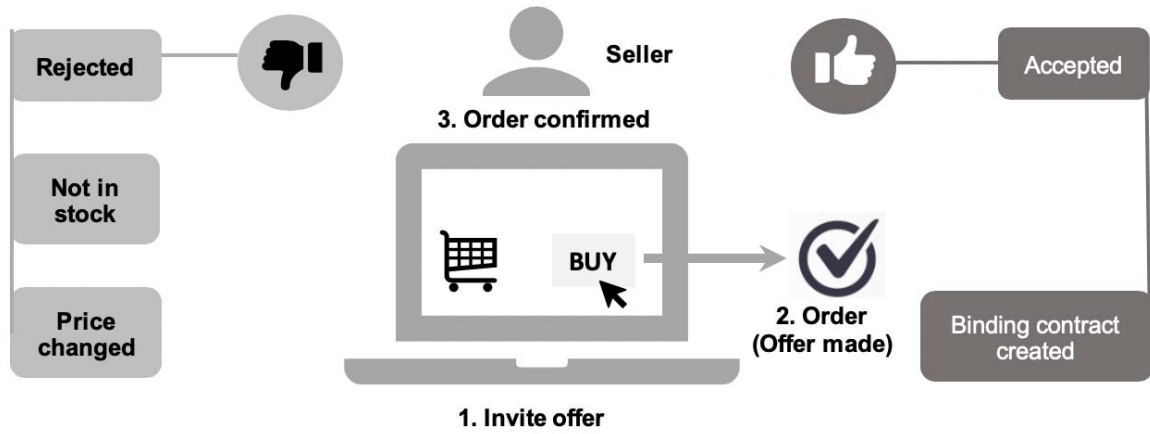 Rejected
Not in
stock
Price
changed
Seller
3. Order confirmed
BUY
1. Invite offer
2. Order
(Offer made)
Accepted
Binding contract
created